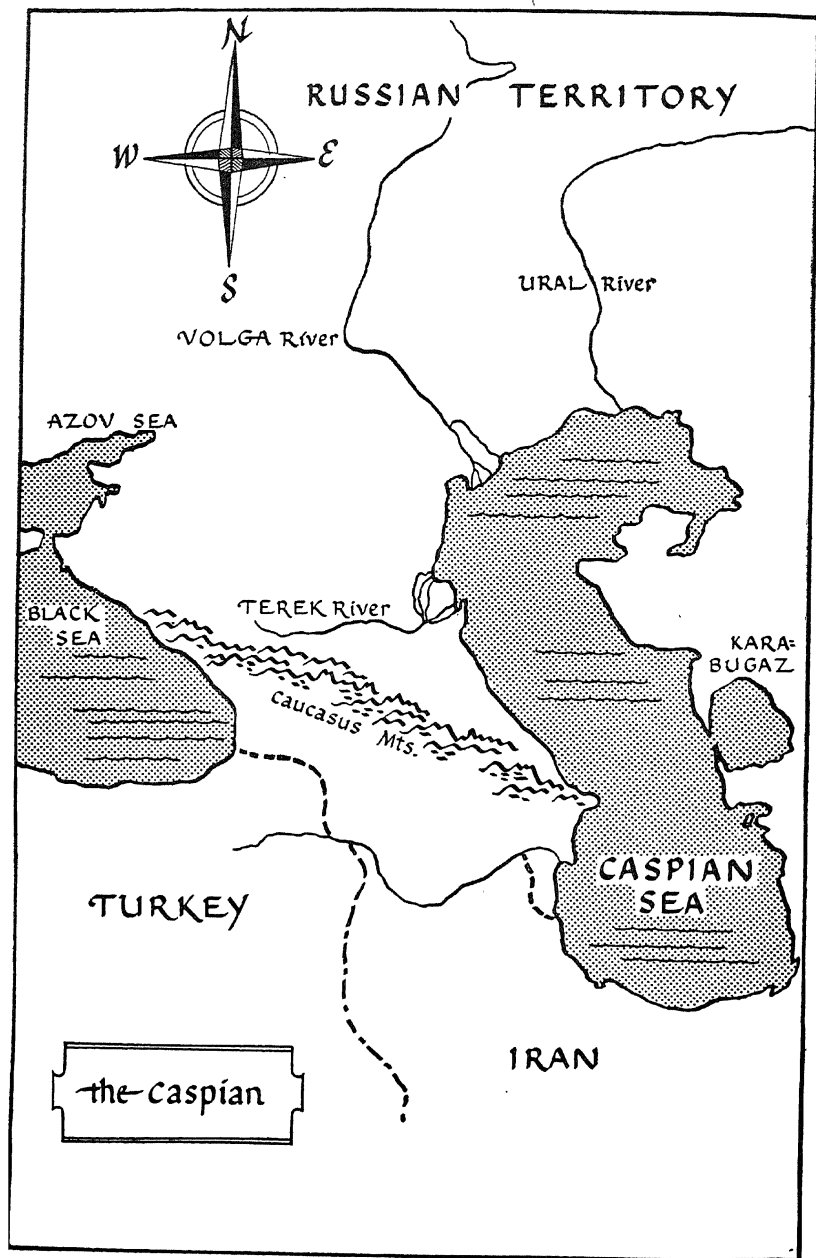 N
RUSSIAN TERRITORY
W E
S
URAL River
VOLGA River
AZOV SEA
TEREK River
BLACK
SEA
KARA=
BUGAZ
Caucasus Mts.
CASPIAN
SEA
TURKEY
IRAN
the Caspian